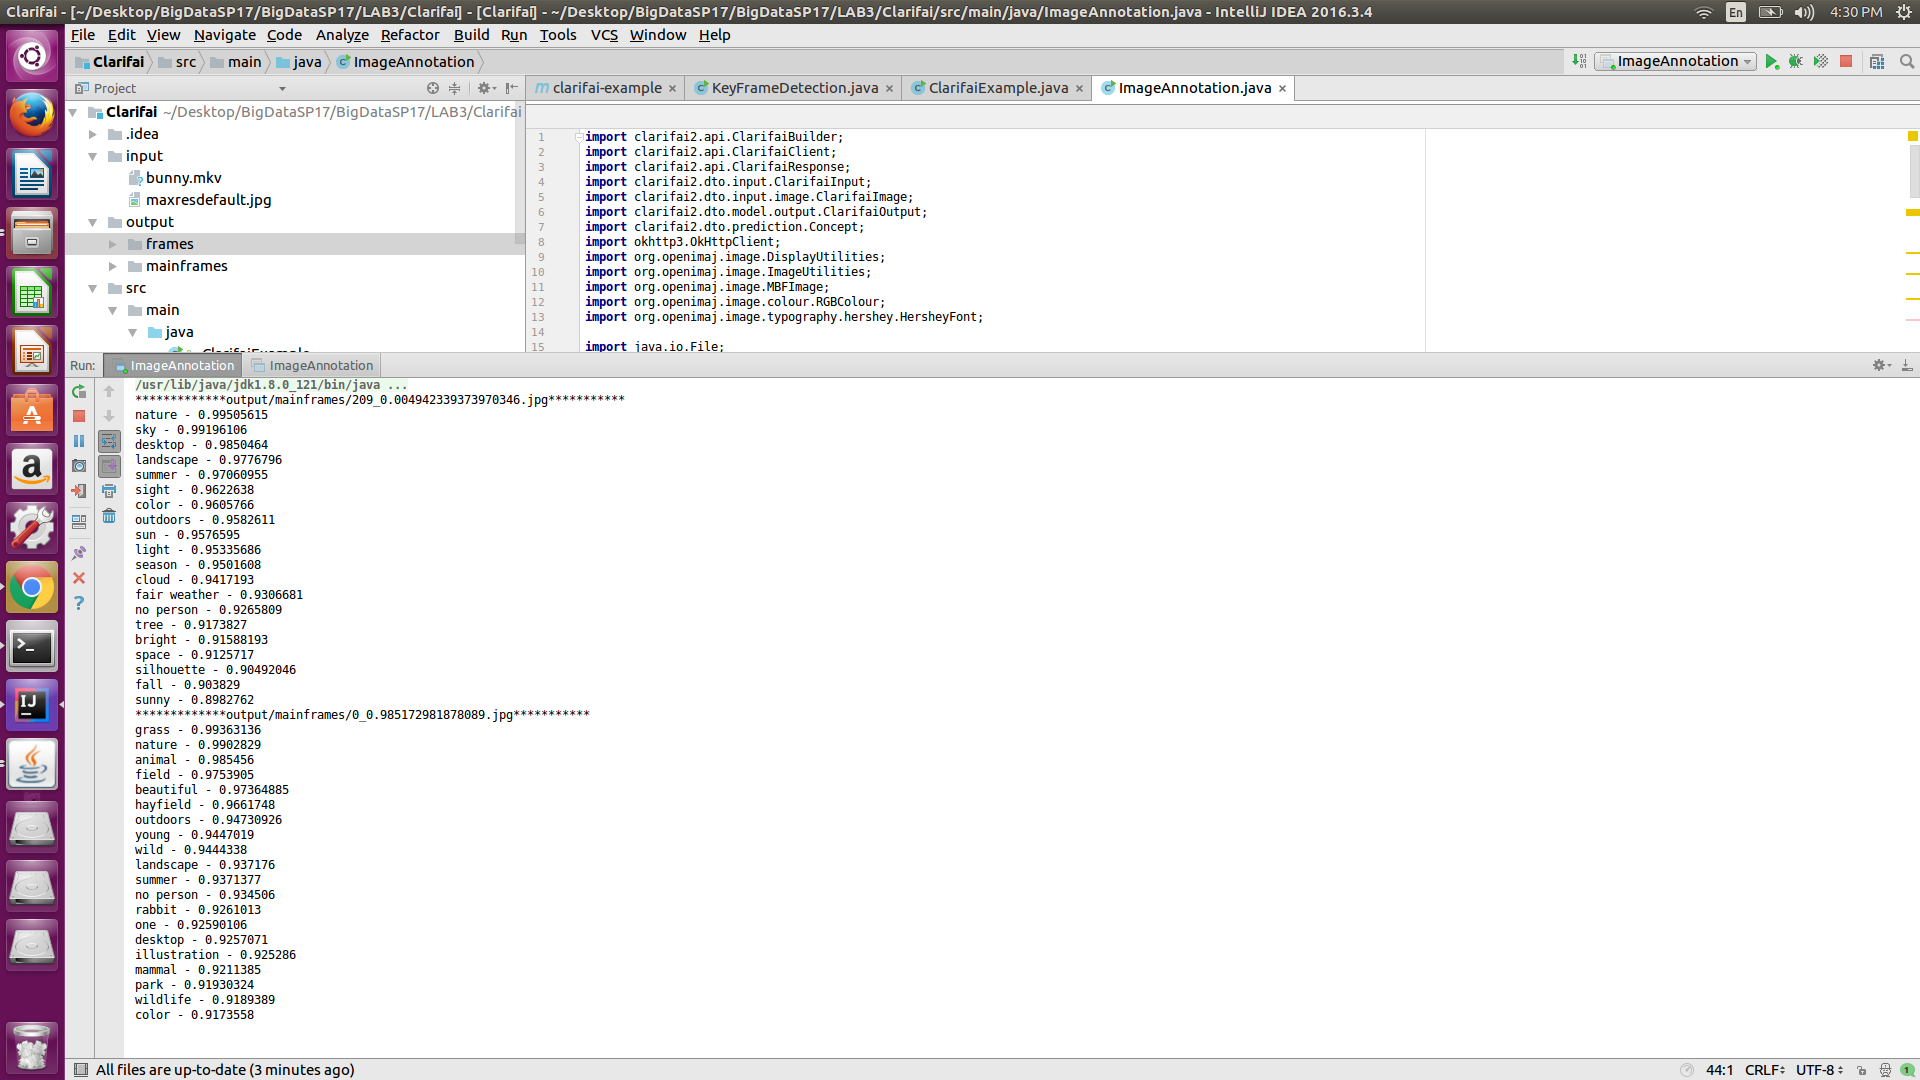 Clarifai - [~/Desktop/BigDataSP17/BigDataSP17/LAB3/Clarifai] - [Clarifai] - ~/Desktop/BigDataSP17/BigDataSP17/LAB3/Clarifai/src/main/java/ImageAnnotation.java - IntelliJ IDEA 2016.3.4
En
4:30 PM
File Edit View Navigate Code Analyze Refactor Build Run Tools VCS Window Help
Clarifai src main java ImageAnnotation
ImageAnnotation
Project
clarifai-example KeyFrameDetection.java ClarifaiExample.java ImageAnnotation.java
Clarifai ~/Desktop/BigDataSP17/BigDataSP17/LAB3/Clarifai
.idea
input
bunny.mkv
maxresdefault.jpg
output
frames
mainframes
src
main
java
ClarifaiExample
1 import clarifai2.api.ClarifaiBuilder;
2 import clarifai2.api.ClarifaiClient;
3 import clarifai2.api.ClarifaiResponse;
4 import clarifai2.dto.input.ClarifaiInput;
5 import clarifai2.dto.input.image.ClarifaiImage;
6 import clarifai2.dto.model.output.ClarifaiOutput;
7 import clarifai2.dto.prediction.Concept;
8 import okhttp3.OkHttpClient;
9 import org.openimaj.image.DisplayUtilities;
10 import org.openimaj.image.ImageUtilities;
11 import org.openimaj.image.MBFImage;
12 import org.openimaj.image.colour.RGBColour;
13 import org.openimaj.image.typography.hershey.HersheyFont;
14
15 import java.io.File;
Run: ImageAnnotation ImageAnnotation
/usr/lib/java/jdk1.8.0_121/bin/java ...
*************output/mainframes/209_0.004942339373970346.jpg***********
nature - 0.99505615
sky - 0.99196106
desktop - 0.9850464
landscape - 0.9776796
summer - 0.97060955
sight - 0.9622638
color - 0.9605766
outdoors - 0.9582611
sun - 0.9576595
light - 0.95335686
season - 0.9501608
cloud - 0.9417193
fair weather - 0.9306681
no person - 0.9265809
tree - 0.9173827
bright - 0.91588193
space - 0.9125717
silhouette - 0.90492046
fall - 0.903829
sunny - 0.8982762
*************output/mainframes/0_0.985172981878089.jpg***********
grass - 0.99363136
nature - 0.9902829
animal - 0.985456
field - 0.9753905
beautiful - 0.97364885
hayfield - 0.9661748
outdoors - 0.94730926
young - 0.9447019
wild - 0.9444338
landscape - 0.937176
summer - 0.9371377
no person - 0.934506
rabbit - 0.9261013
one - 0.92590106
desktop - 0.9257071
illustration - 0.925286
mammal - 0.9211385
park - 0.91930324
wildlife - 0.9189389
color - 0.9173558
All files are up-to-date (3 minutes ago)
44:1 CRLF UTF-8 1